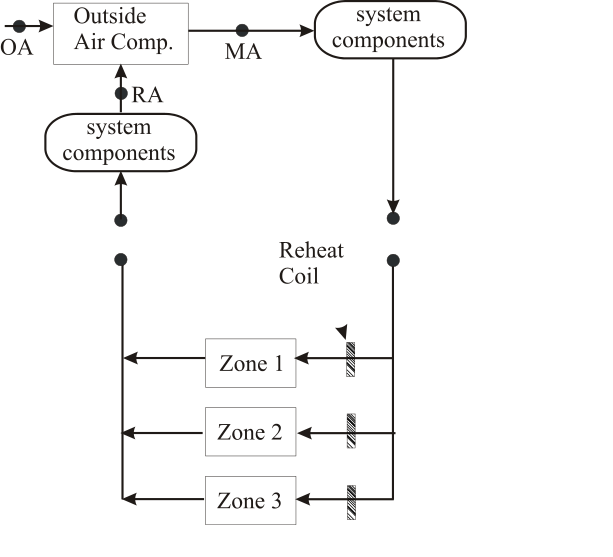 Outside
Air Comp.
system
components
OA
MA
RA
system
components
Reheat
Coil
Zone 1
Zone 2
Zone 3